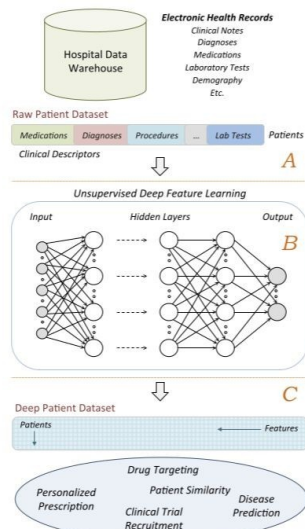 Electronic Health Records
Hospital Data
Warehouse
Clinical Notes
Diagnoses
Medications
Laboratory Tests
Demography
Etc.
Raw Patient Dataset
Medications
Diagnoses
Procedures
...
Lab Tests
Patients
Clinical Descriptors
A
Unsupervised Deep Feature Learning
Input
Hidden Layers
Output
B
C
Deep Patient Dataset
Patients
Features
Drug Targeting
Personalized
Prescription
Patient Similarity
Clinical Trial
Recruitment
Disease
Prediction